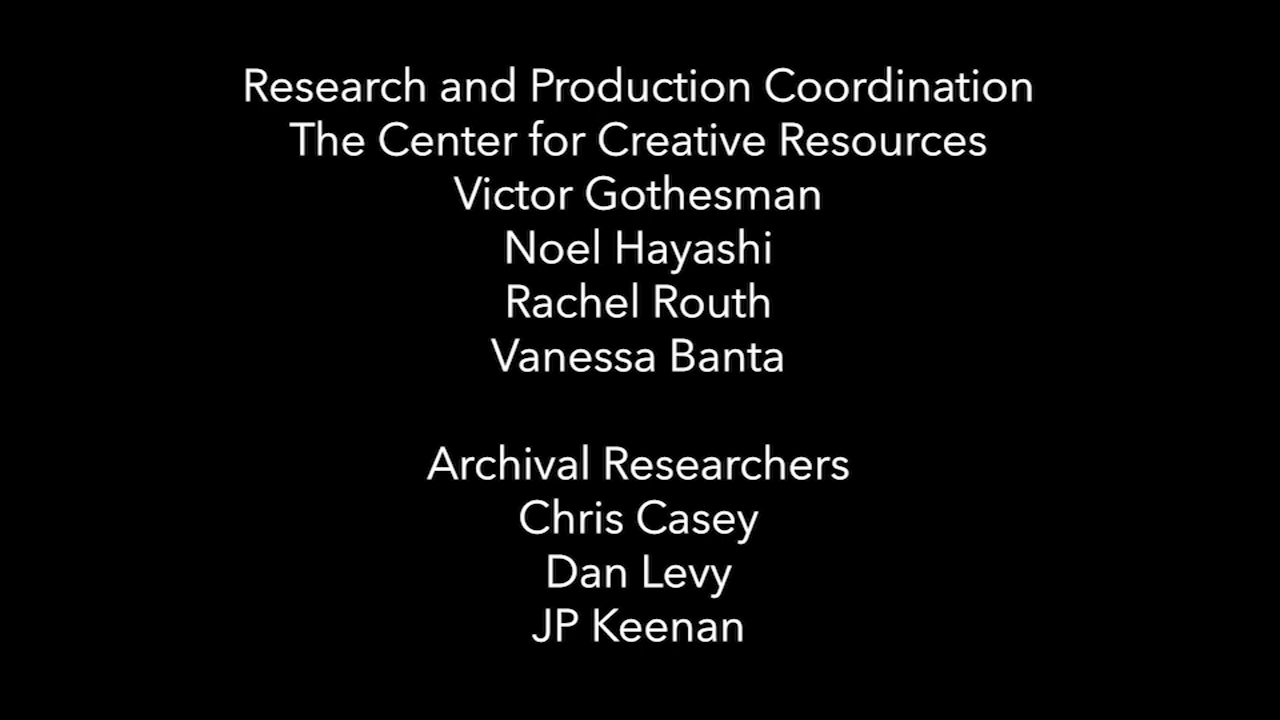 Research and Production Coordination
The Center for Creative Resources
Victor Gothesman
Noel Hayashi
Rachel Routh
Vanessa Banta
Archival Researchers
Chris Casey
Dan Levy
JP Keenan